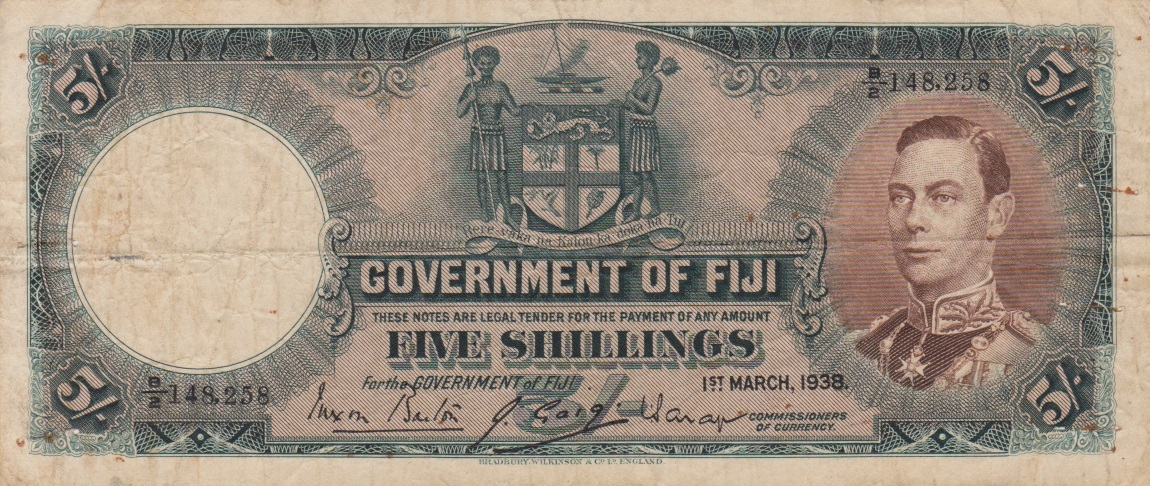 5/-
5/-
B/2 148,258
Rere vaka na Kalou ka doka na Tui
GOVERNMENT OF FIJI
THESE NOTES ARE LEGAL TENDER FOR THE PAYMENT OF ANY AMOUNT
FIVE SHILLINGS
For the GOVERNMENT of FIJI.
1ST MARCH, 1938.
B/2 148,258
COMMISSIONERS
OF CURRENCY.
5/-
5/-
BRADBURY, WILKINSON & Co. Ld. ENGLAND.